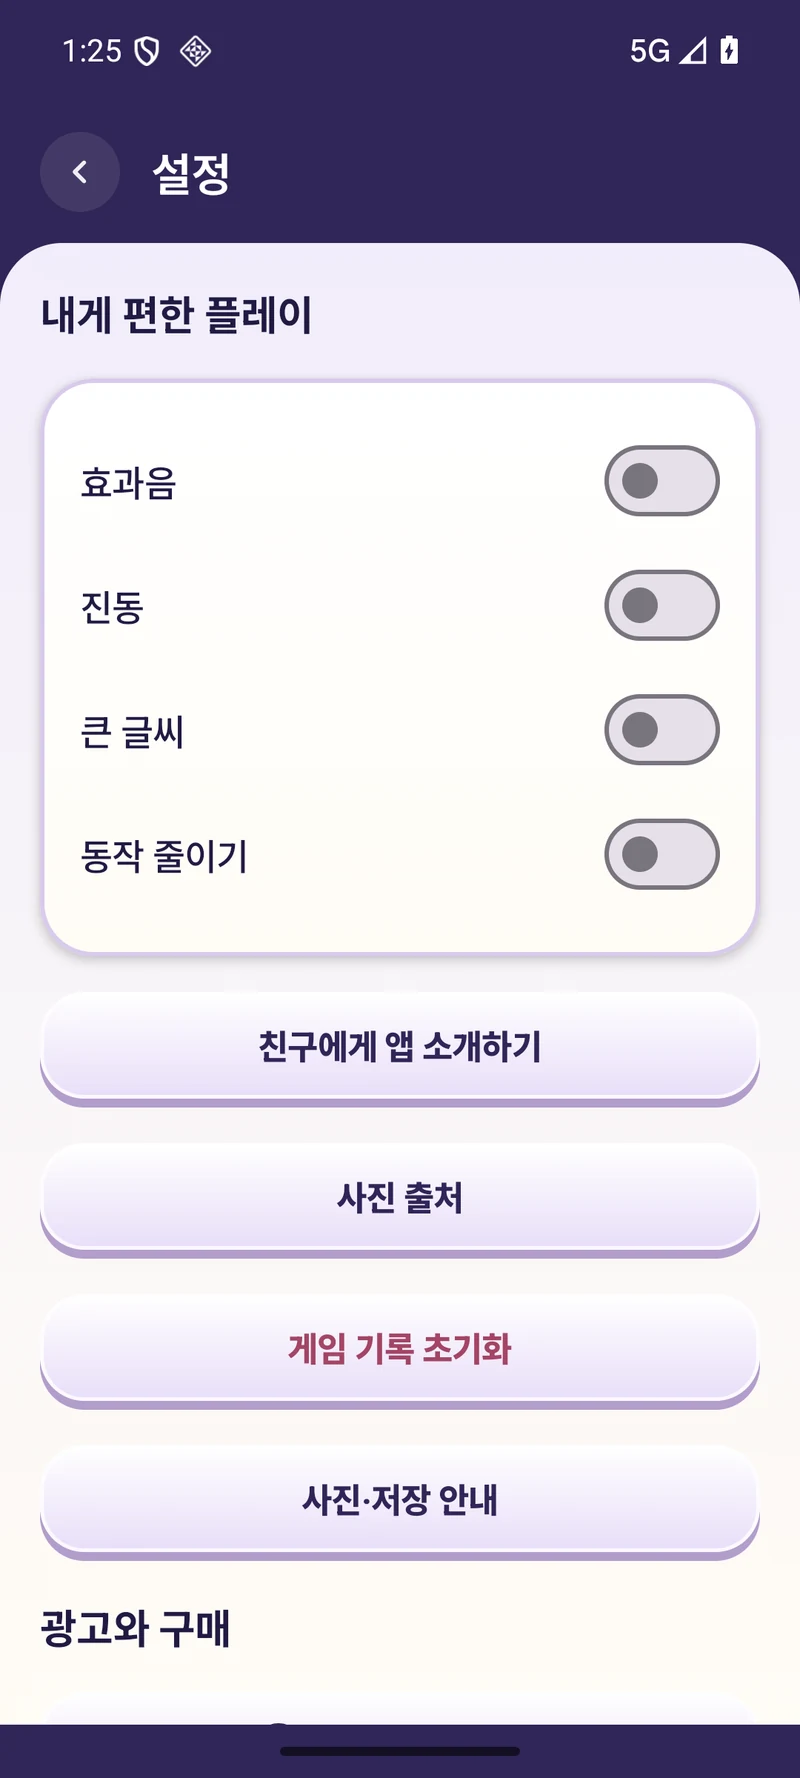 1:25
5G
설정
내게 편한 플레이
효과음
진동
큰 글씨
동작 줄이기
친구에게 앱 소개하기
사진 출처
게임 기록 초기화
사진·저장 안내
광고와 구매